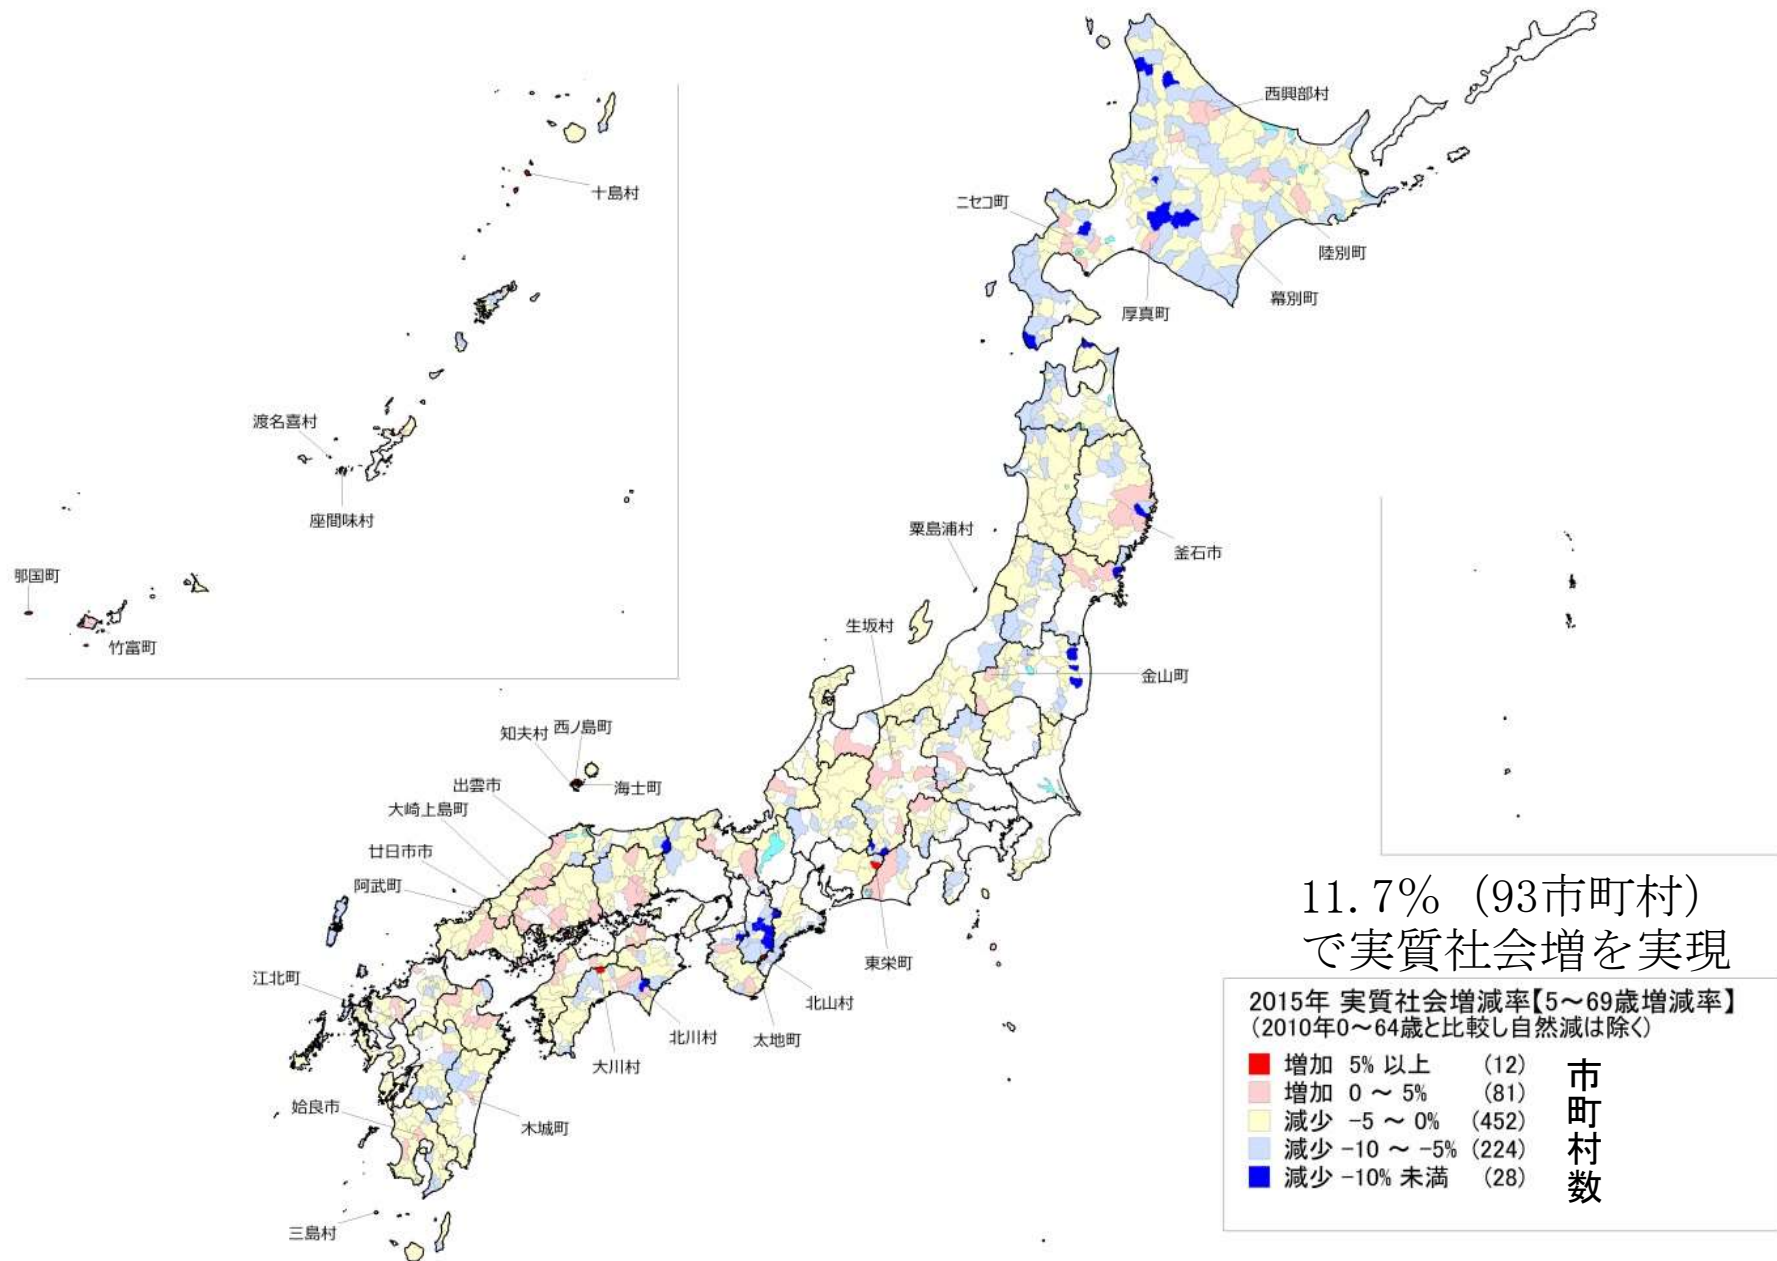 西興部村
十島村
ニセコ町
陸別町
幕別町
厚真町
渡名喜村
座間味村
粟島浦村
釜石市
那国町
生坂村
竹富町
金山町
西ノ島町
知夫村
海士町
出雲市
大崎上島町
廿日市市
阿武町
11.7% (93市町村)
で実質社会増を実現
東栄町
江北町
北山村
太地町
北川村
大川村
姶良市
木城町
三島村
2015年 実質社会増減率【5~69歳増減率】
(2010年0~64歳と比較し自然減は除く)
増加 5% 以上 (12)
増加 0 ~ 5% (81)
減少 -5 ~ 0% (452)
減少 -10 ~ -5% (224)
減少 -10% 未満 (28)
市町村数